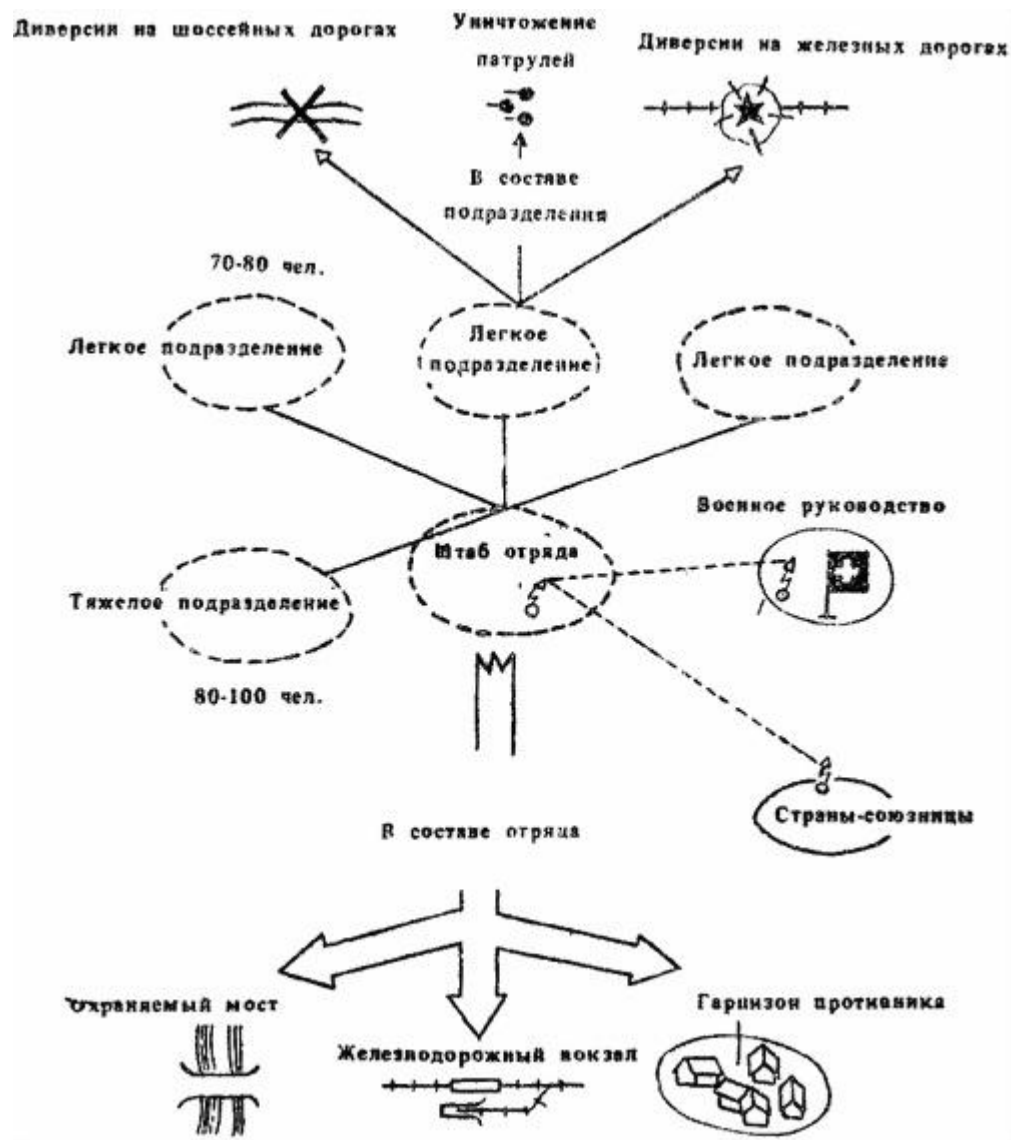 Диверсии на шоссейных дорогах
Уничтожение
патрулей
Диверсии на железных дорогах
В составе
подразделения
70-80 чел.
Легкое подразделение
Легкое
подразделение
Легкое подразделение
Штаб отряда
Военное руководство
Тяжелое подразделение
80-100 чел.
Страны-союзницы
В составе отряца
Охраняемый мост
Железнодорожный вокзал
Гарнизон противника